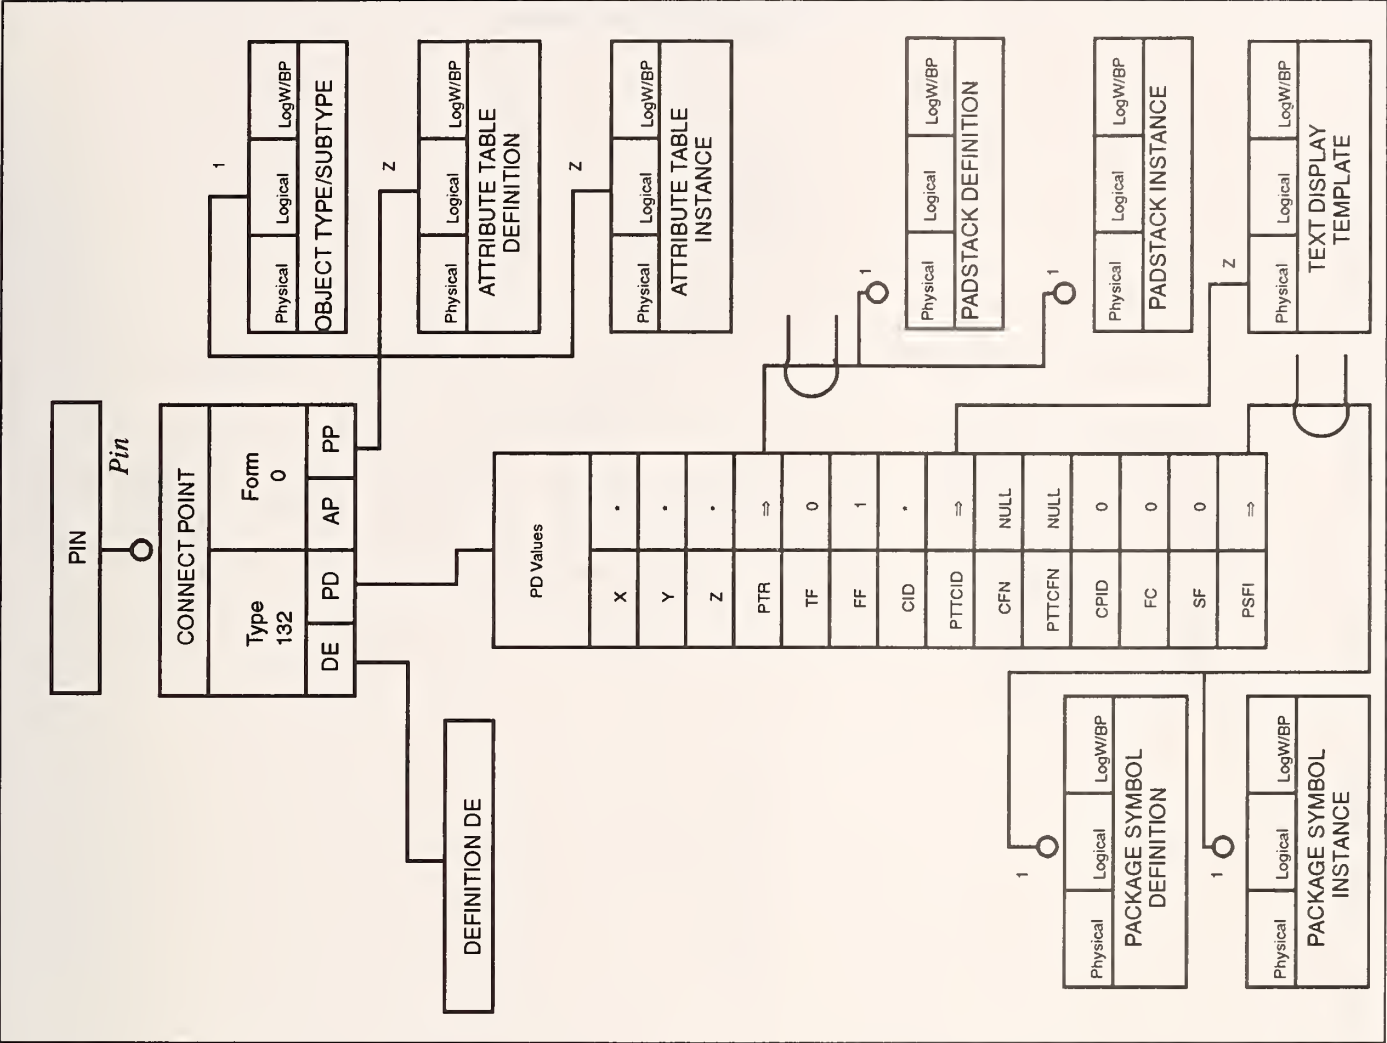 PIN
Pin
CONNECT POINT
Type
132
Form
0
DE
PD
AP
PP
DEFINITION DE
PD Values
X •
Y •
Z •
PTR ⇒
TF 0
FF 1
CID •
PTTCID ⇒
CFN NULL
PTTCFN NULL
CPID 0
FC 0
SF 0
PSFI ⇒
1
Physical Logical LogW/BP
OBJECT TYPE/SUBTYPE
Z
Physical Logical LogW/BP
ATTRIBUTE TABLE
DEFINITION
Z
Physical Logical LogW/BP
ATTRIBUTE TABLE
INSTANCE
1
Physical Logical LogW/BP
PADSTACK DEFINITION
1
Physical Logical LogW/BP
PADSTACK INSTANCE
Z
Physical Logical LogW/BP
TEXT DISPLAY
TEMPLATE
1
Physical Logical LogW/BP
PACKAGE SYMBOL
DEFINITION
1
Physical Logical LogW/BP
PACKAGE SYMBOL
INSTANCE